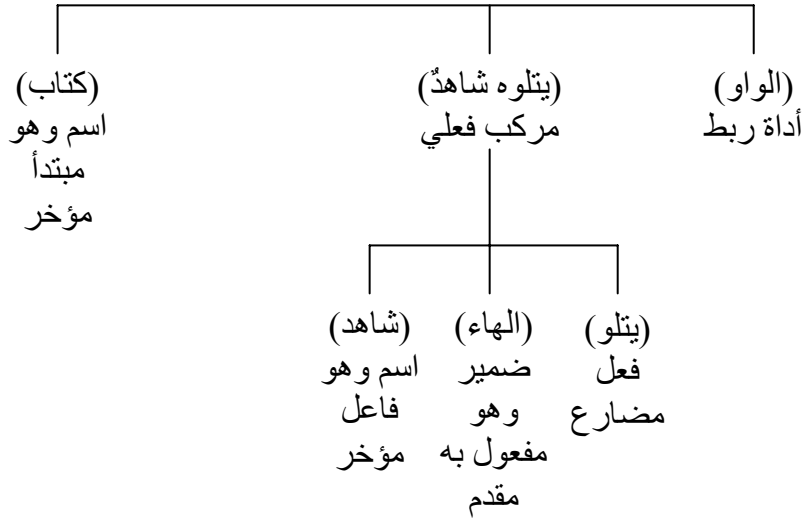 (الواو)
أداة ربط
(يتلوه شاهدٌ)
مركب فعلي
(كتاب)
اسم وهو
مبتدأ
مؤخر
(يتلو)
فعل
مضارع
(الهاء)
ضمير
وهو
مفعول به
مقدم
(شاهد)
اسم وهو
فاعل
مؤخر